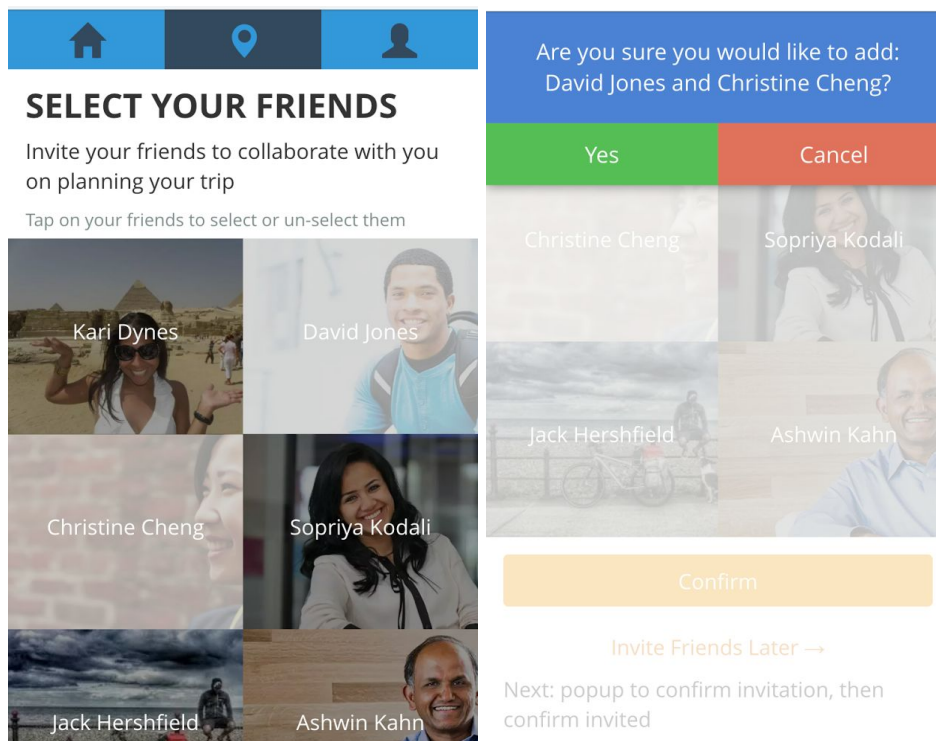 SELECT YOUR FRIENDS
Invite your friends to collaborate with you
on planning your trip
Tap on your friends to select or un-select them
Kari Dynes
David Jones
Christine Cheng
Sopriya Kodali
Jack Hershfield
Ashwin Kahn
Are you sure you would like to add:
David Jones and Christine Cheng?
Yes
Cancel
Christine Cheng
Sopriya Kodali
Jack Hershfield
Ashwin Kahn
Confirm
Invite Friends Later →
Next: popup to confirm invitation, then
confirm invited